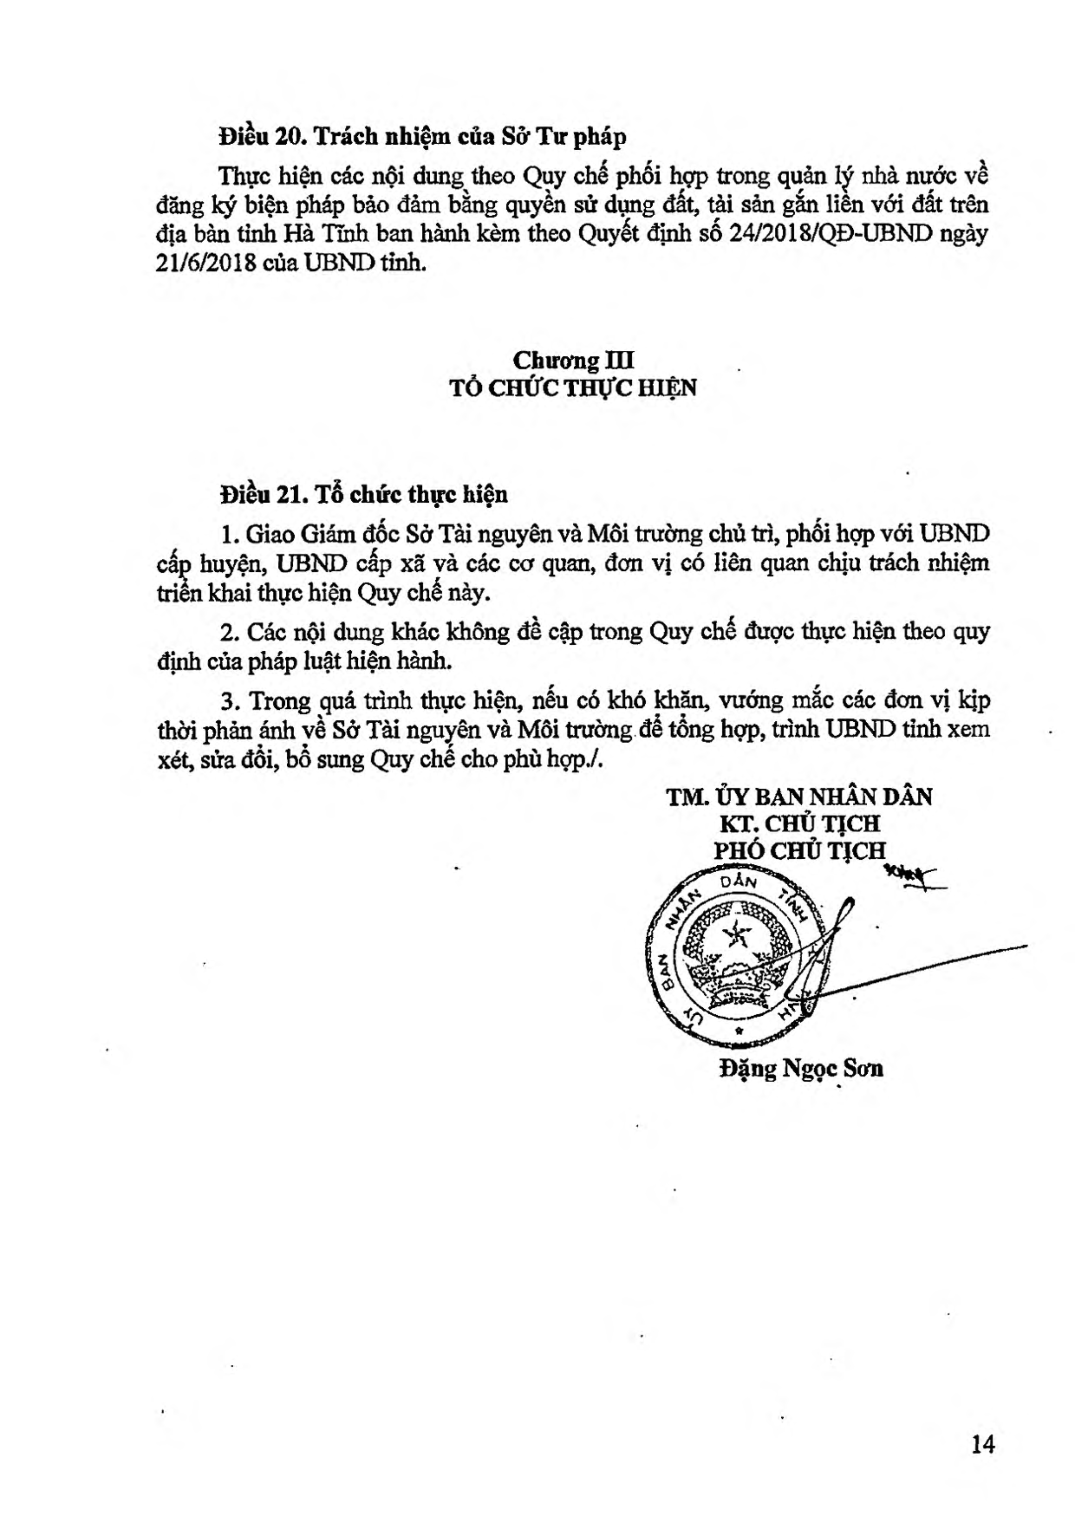 Điều 20. Trách nhiệm của Sở Tư pháp
Thực hiện các nội dung theo Quy chế phối hợp trong quản lý nhà nước về
đăng ký biện pháp bảo đảm bằng quyền sử dụng đất, tài sản gắn liền với đất trên
địa bàn tỉnh Hà Tĩnh ban hành kèm theo Quyết định số 24/2018/QĐ-UBND ngày
21/6/2018 của UBND tỉnh.
Chương III
TỔ CHỨC THỰC HIỆN
Điều 21. Tổ chức thực hiện
1. Giao Giám đốc Sở Tài nguyên và Môi trường chủ trì, phối hợp với UBND
cấp huyện, UBND cấp xã và các cơ quan, đơn vị có liên quan chịu trách nhiệm
triển khai thực hiện Quy chế này.
2. Các nội dung khác không đề cập trong Quy chế được thực hiện theo quy
định của pháp luật hiện hành.
3. Trong quá trình thực hiện, nếu có khó khăn, vướng mắc các đơn vị kịp
thời phản ánh về Sở Tài nguyên và Môi trường để tổng hợp, trình UBND tỉnh xem
xét, sửa đổi, bổ sung Quy chế cho phù hợp./.
TM. ỦY BAN NHÂN DÂN
KT. CHỦ TỊCH
PHÓ CHỦ TỊCH
ỦY BAN NHÂN DÂN TỈNH
Đặng Ngọc Sơn
14